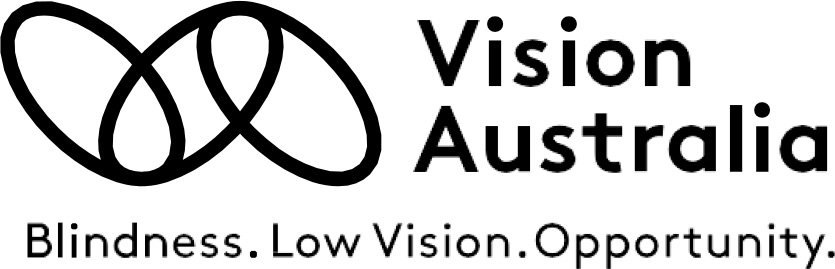 Vision
Australia
Blindness. Low Vision. Opportunity.